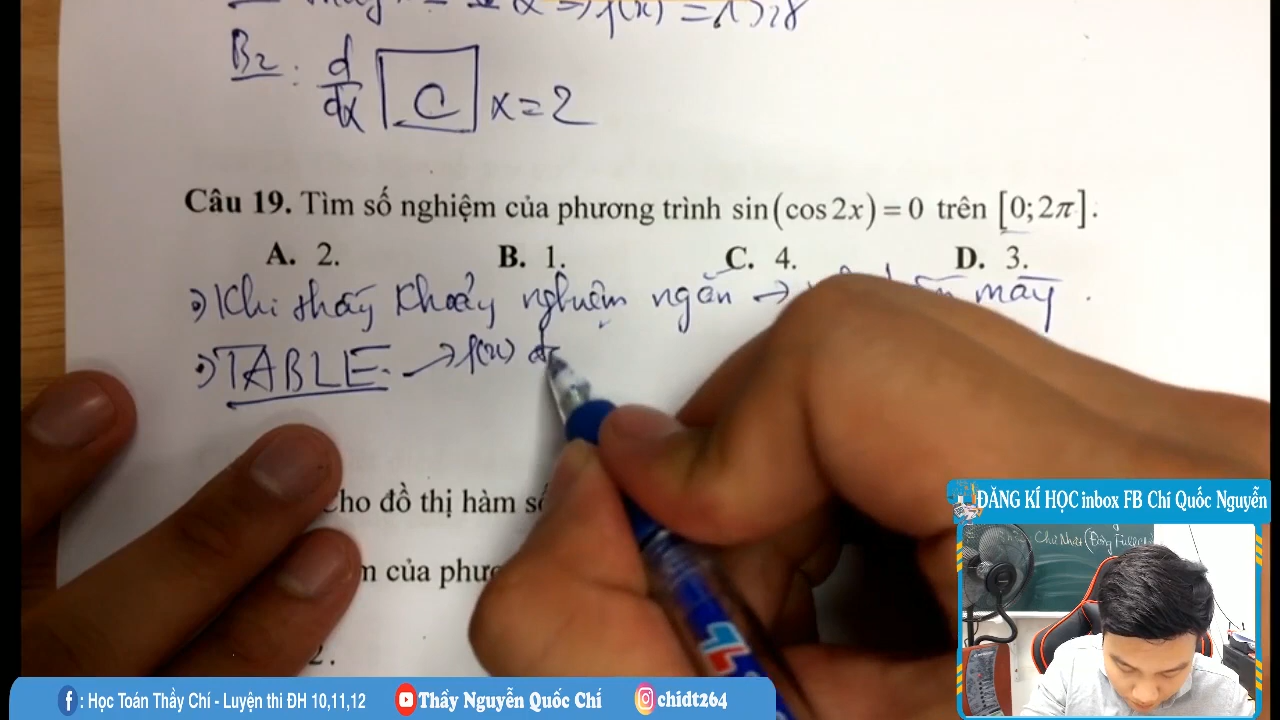 x => f(x) =
B2 : d/dx C x=2
Câu 19. Tìm số nghiệm của phương trình sin(cos2x)=0 trên [0;2π].
A. 2. B. 1. C. 4. D. 3.
Khi thấy khoảy nghiệm ngắn → máy.
TABLE. → f(x)
Cho đồ thị hàm số
m của phươ
2.
ĐĂNG KÍ HỌC inbox FB Chí Quốc Nguyễn
Chủ Nhật
f : Học Toán Thầy Chí - Luyện thi ĐH 10,11,12
Thầy Nguyễn Quốc Chí
chidt264